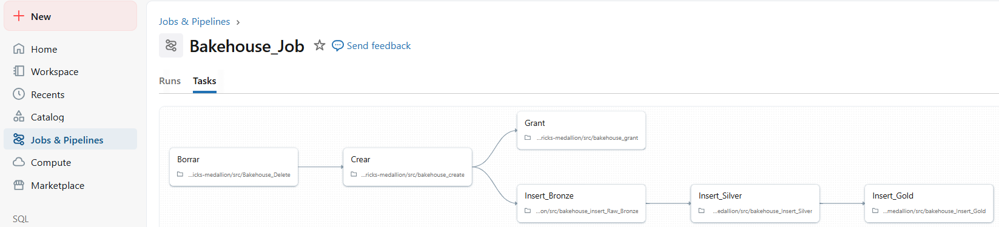 New
Home
Workspace
Recents
Catalog
Jobs & Pipelines
Compute
Marketplace
SQL
Jobs & Pipelines ›
Bakehouse_Job
Send feedback
Runs Tasks
Borrar
...icks-medallion/src/Bakehouse_Delete
Crear
...ricks-medallion/src/bakehouse_create
Grant
...ricks-medallion/src/bakehouse_grant
Insert_Bronze
...on/src/bakehouse_insert_Raw_Bronze
Insert_Silver
...edallion/src/bakehouse_Insert_Silver
Insert_Gold
...medallion/src/bakehouse_Insert_Gold